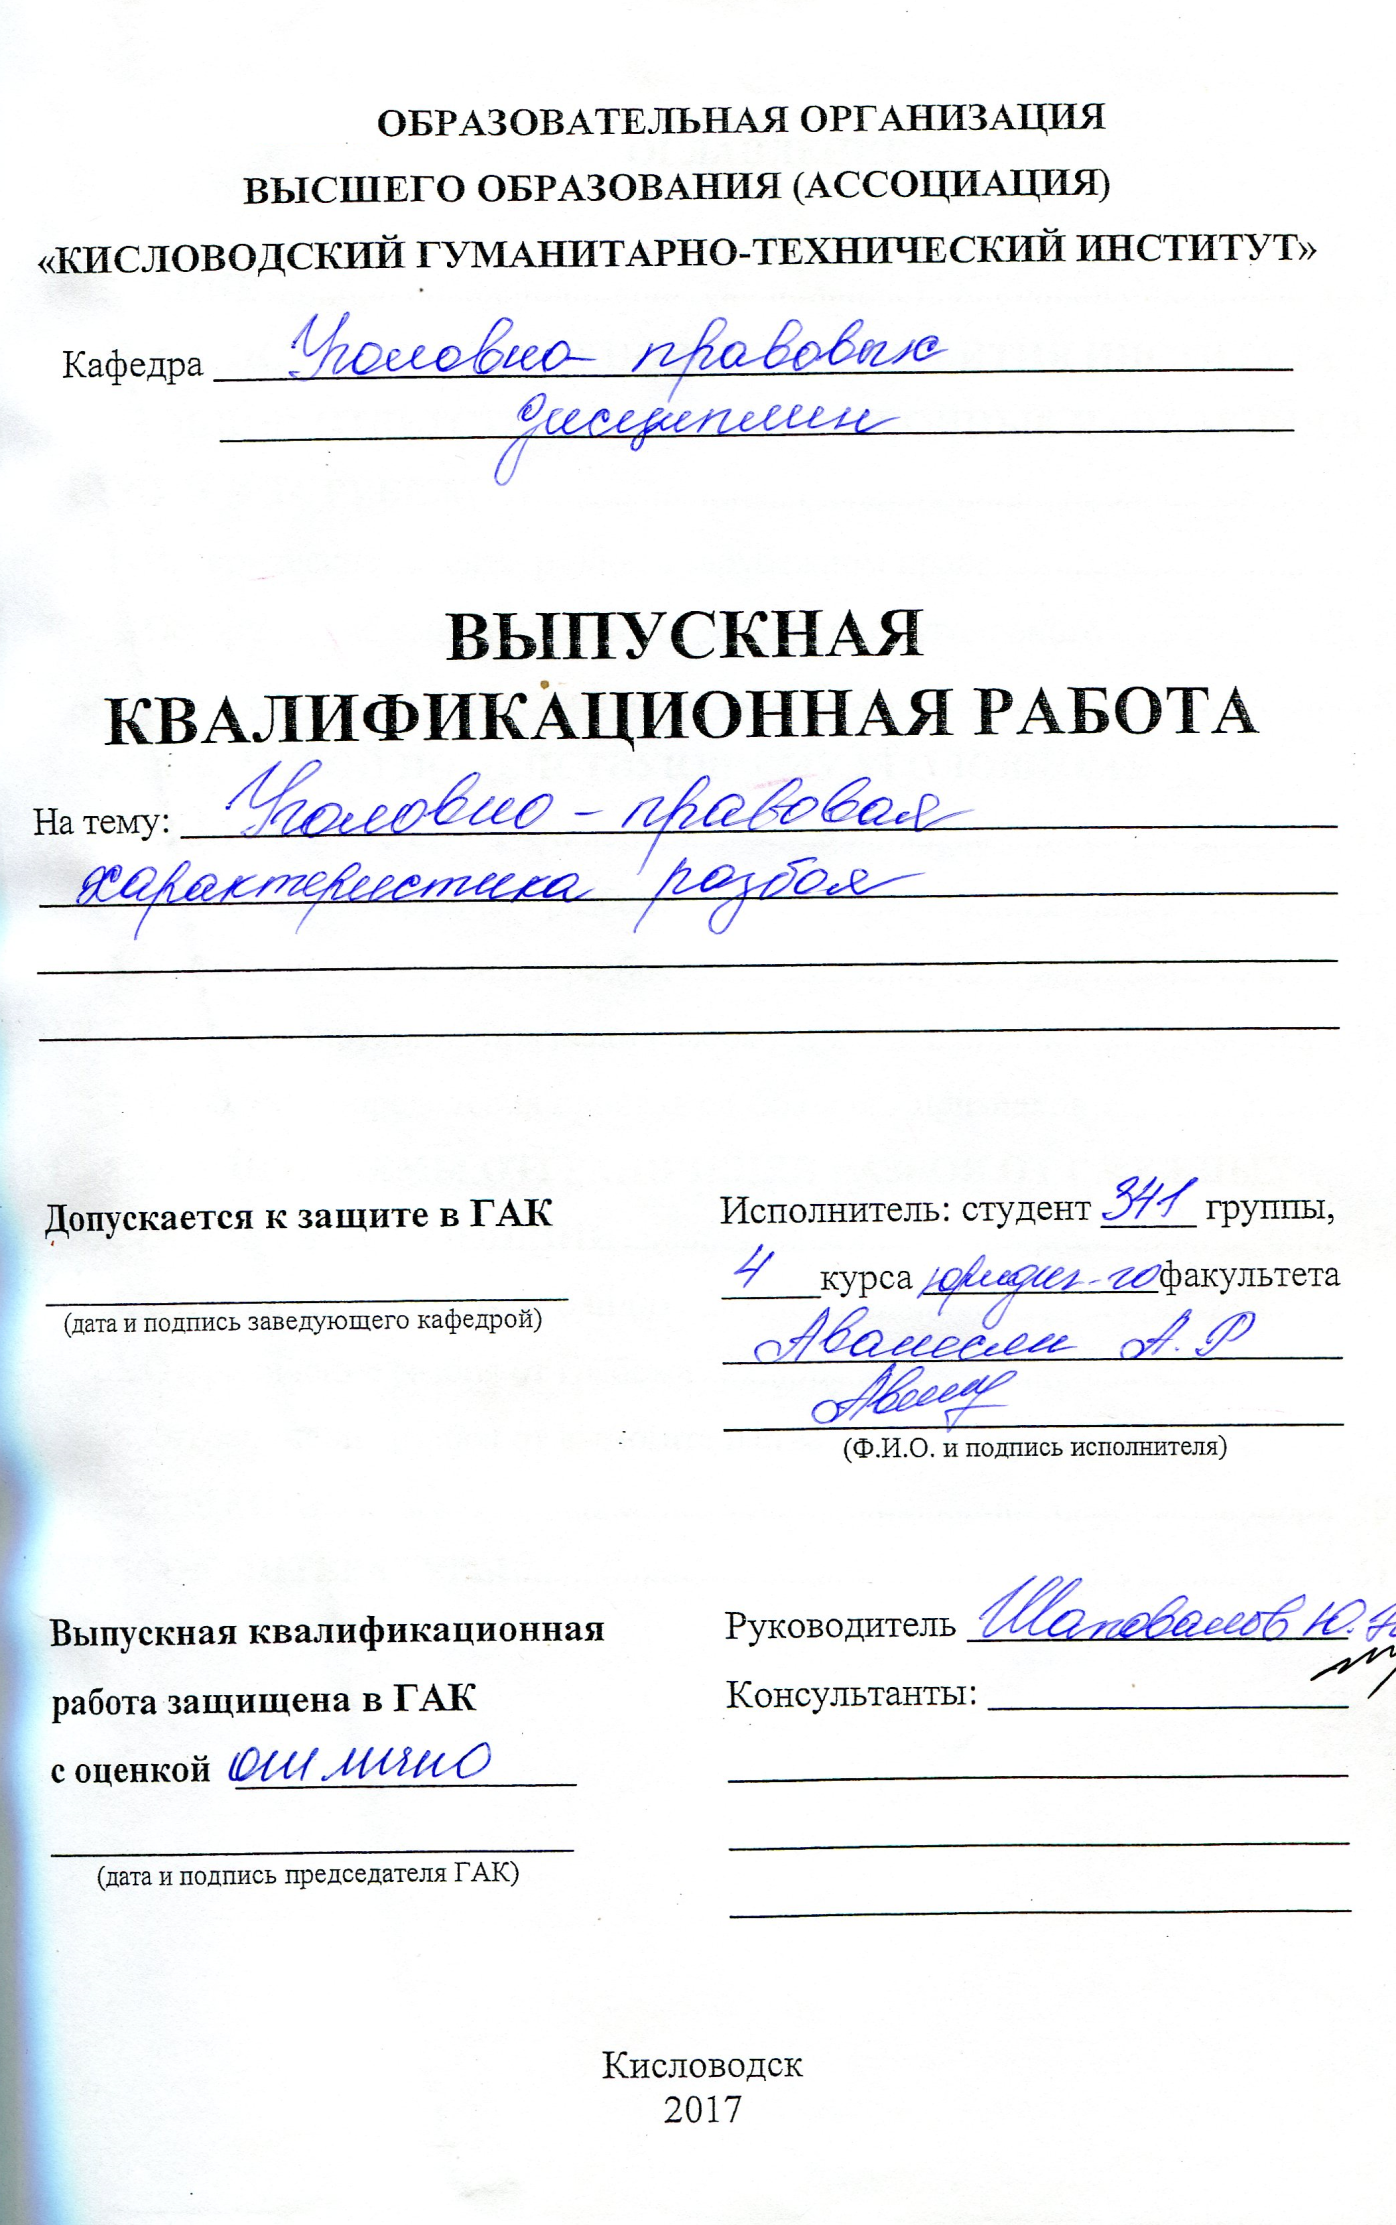 ОБРАЗОВАТЕЛЬНАЯ ОРГАНИЗАЦИЯ
ВЫСШЕГО ОБРАЗОВАНИЯ (АССОЦИАЦИЯ)
«КИСЛОВОДСКИЙ ГУМАНИТАРНО-ТЕХНИЧЕСКИЙ ИНСТИТУТ»
Кафедра Уголовно-правовых
дисциплин
ВЫПУСКНАЯ
КВАЛИФИКАЦИОННАЯ РАБОТА
На тему: Уголовно-правовая
характеристика разбоя
Допускается к защите в ГАК
(дата и подпись заведующего кафедрой)
Исполнитель: студент 341 группы,
4 курса юридич-го факультета
Аванесян А.Р
(Ф.И.О. и подпись исполнителя)
Выпускная квалификационная
работа защищена в ГАК
с оценкой отлично
(дата и подпись председателя ГАК)
Руководитель Шаповалов Ю.
Консультанты:
Кисловодск
2017